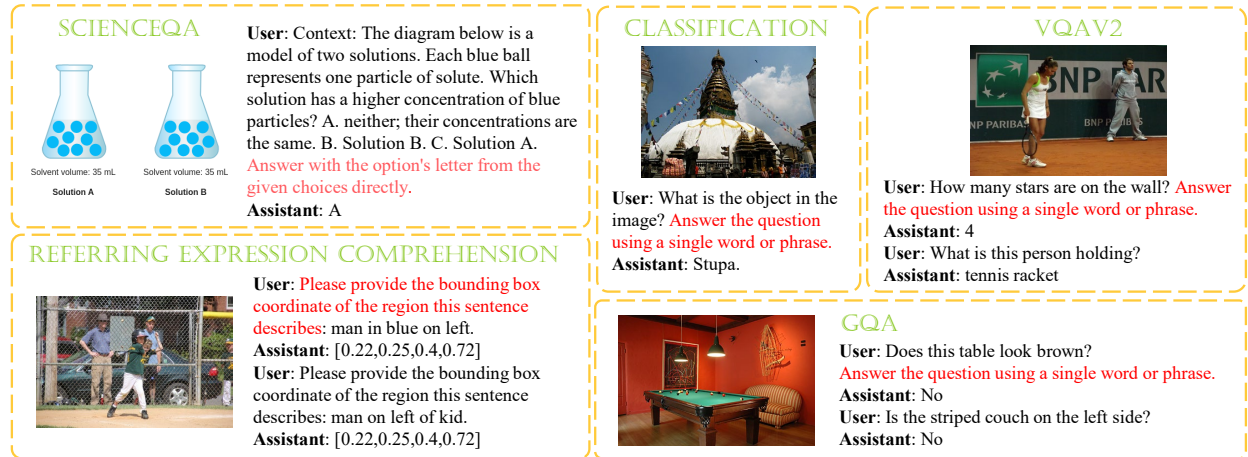 SCIENCEQA
Solvent volume: 35 mL
Solution A
Solvent volume: 35 mL
Solution B
User: Context: The diagram below is a
model of two solutions. Each blue ball
represents one particle of solute. Which
solution has a higher concentration of blue
particles? A. neither; their concentrations are
the same. B. Solution B. C. Solution A.
Answer with the option's letter from the
given choices directly.
Assistant: A
CLASSIFICATION
User: What is the object in the
image? Answer the question
using a single word or phrase.
Assistant: Stupa.
VQAV2
BNP PAR
BNP PARIBAS
BNP PARIBAS
User: How many stars are on the wall? Answer
the question using a single word or phrase.
Assistant: 4
User: What is this person holding?
Assistant: tennis racket
REFERRING EXPRESSION COMPREHENSION
User: Please provide the bounding box
coordinate of the region this sentence
describes: man in blue on left.
Assistant: [0.22,0.25,0.4,0.72]
User: Please provide the bounding box
coordinate of the region this sentence
describes: man on left of kid.
Assistant: [0.22,0.25,0.4,0.72]
GQA
User: Does this table look brown?
Answer the question using a single word or phrase.
Assistant: No
User: Is the striped couch on the left side?
Assistant: No